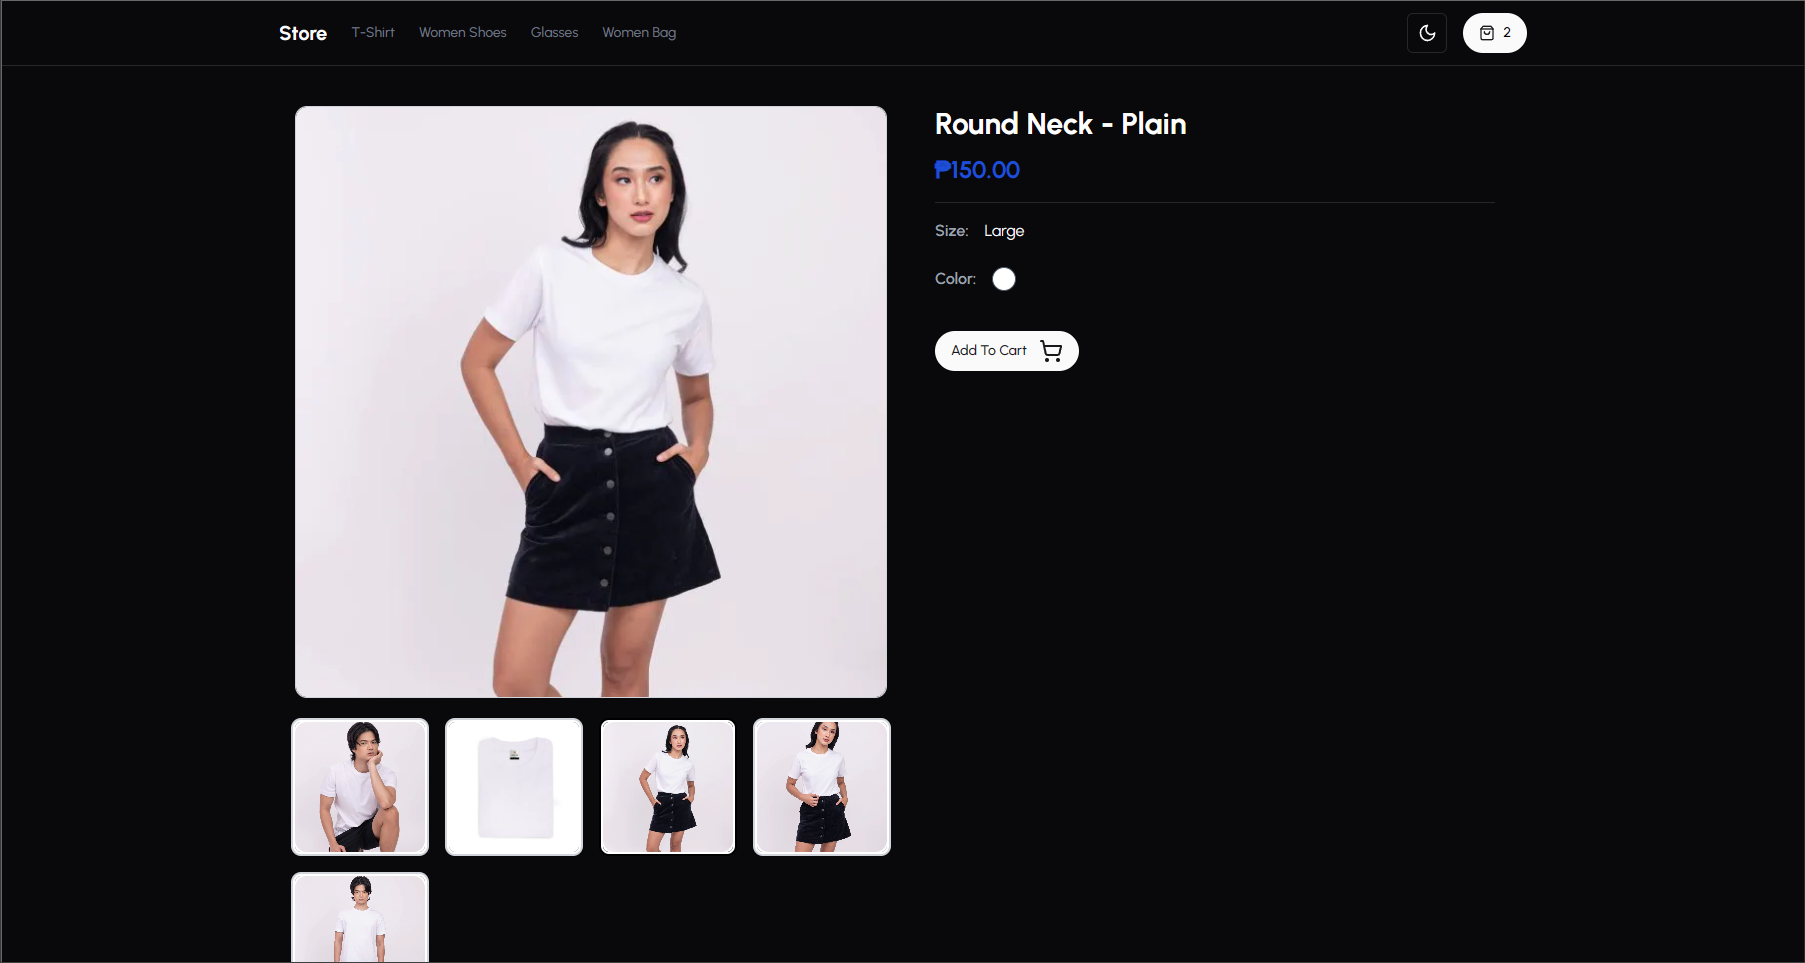 Store T-Shirt Women Shoes Glasses Women Bag 2
Round Neck - Plain
₱150.00
Size: Large
Color:
Add To Cart